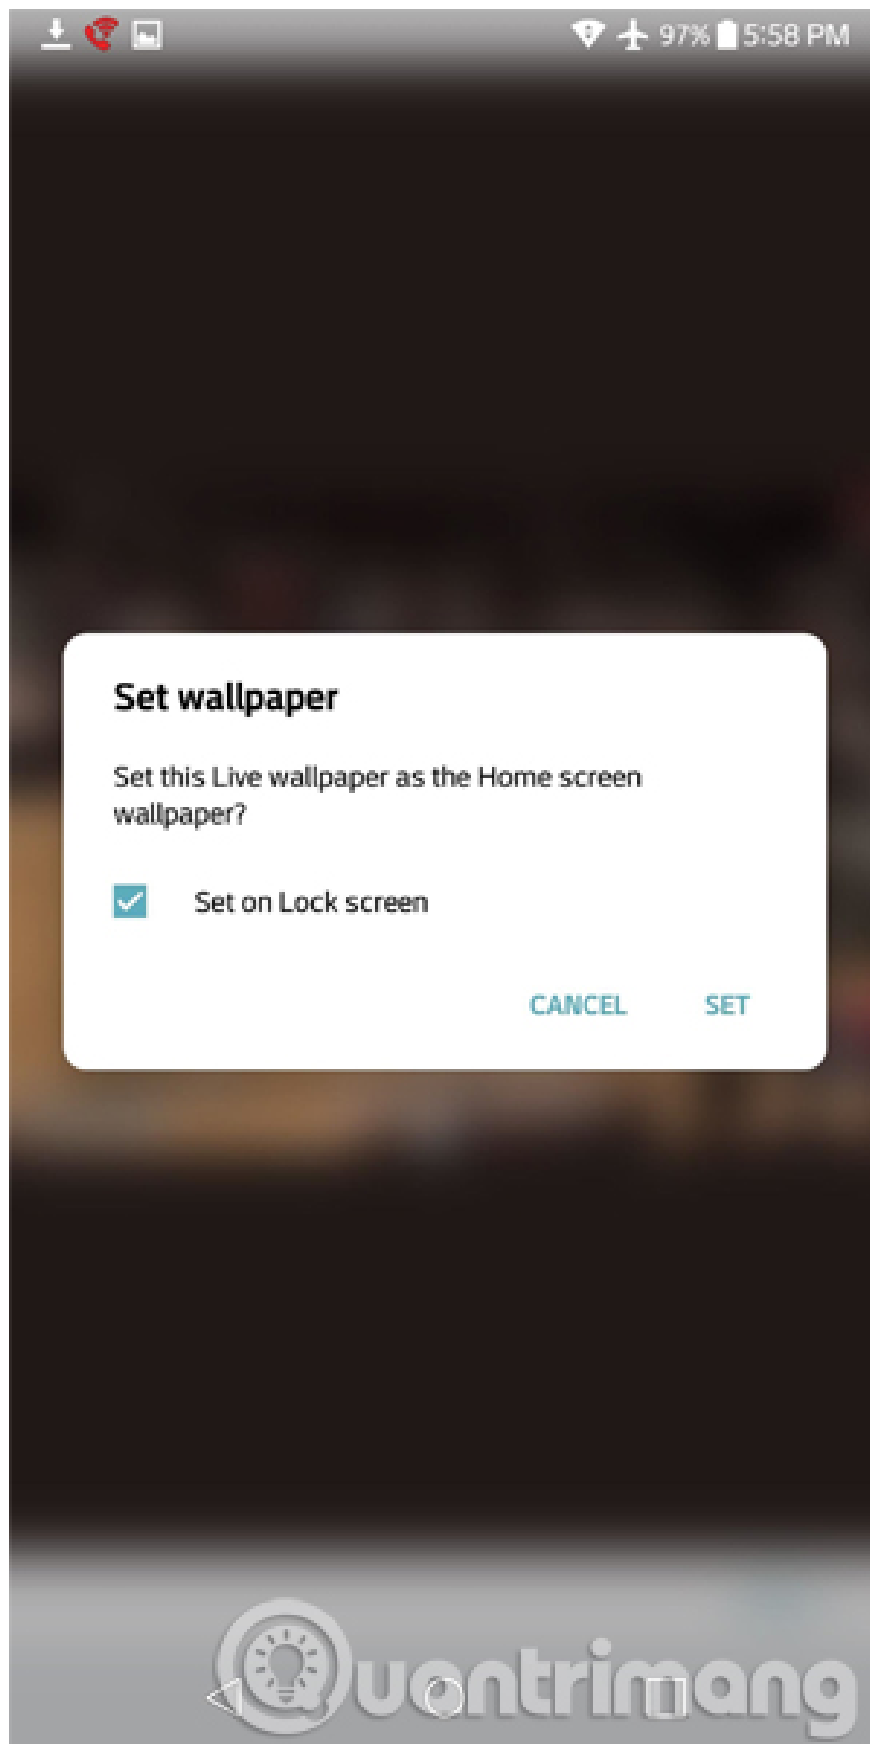 97% 5:58 PM
Set wallpaper
Set this Live wallpaper as the Home screen
wallpaper?
Set on Lock screen
CANCEL SET
Quantrimang